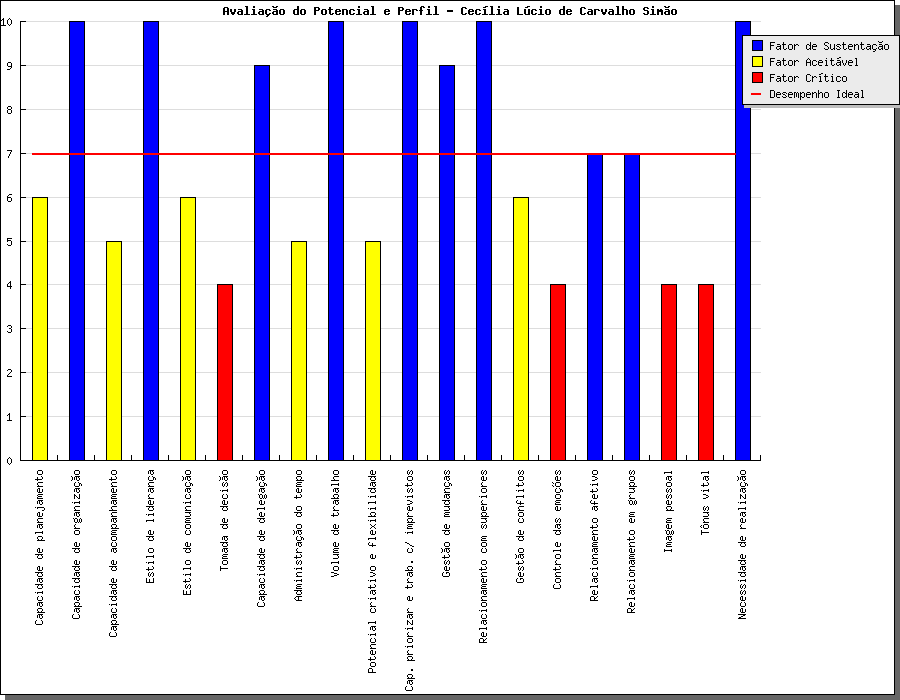 Avaliação do Potencial e Perfil - Cecília Lúcio de Carvalho Simão
Fator de Sustentação
Fator Aceitável
Fator Crítico
Desempenho Ideal
10
9
8
7
6
5
4
3
2
1
0
Capacidade de planejamento
Capacidade de organização
Capacidade de acompanhamento
Estilo de liderança
Estilo de comunicação
Tomada de decisão
Capacidade de delegação
Administração do tempo
Volume de trabalho
Potencial criativo e flexibilidade
Cap. priorizar e trab. c/ imprevistos
Gestão de mudanças
Relacionamento com superiores
Gestão de conflitos
Controle das emoções
Relacionamento afetivo
Relacionamento em grupos
Imagem pessoal
Tônus vital
Necessidade de realização